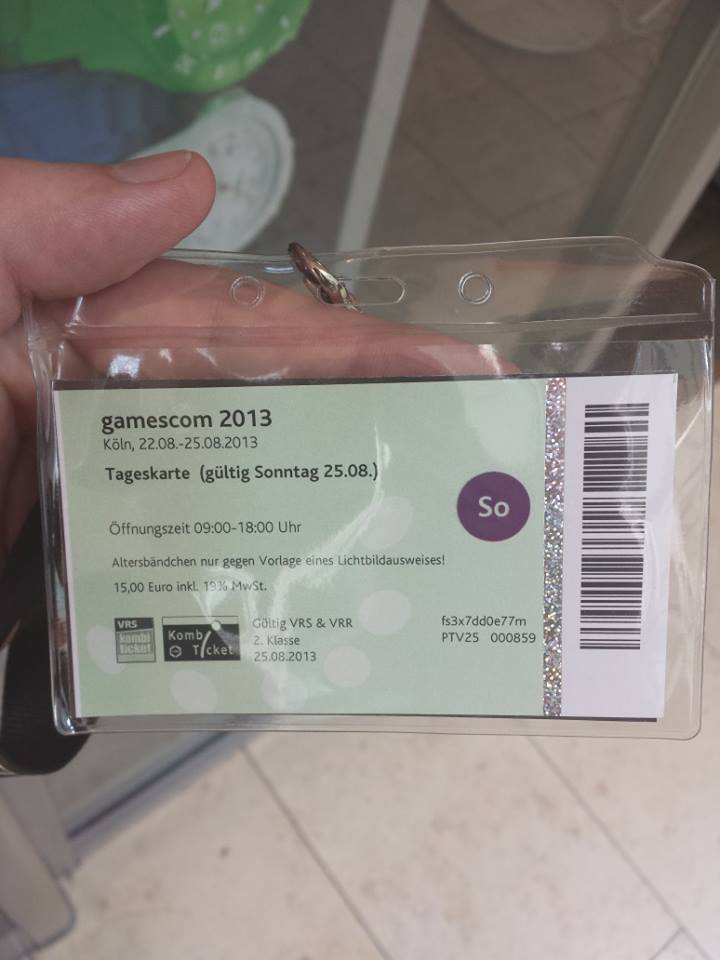 gamescom 2013
Köln, 22.08.-25.08.2013
Tageskarte (gültig Sonntag 25.08.)
So
Öffnungszeit 09:00-18:00 Uhr
Altersbändchen nur gegen Vorlage eines Lichtbildausweises!
15,00 Euro inkl. 19% MwSt.
VRS
kombi
ticket
Komb
Ticket
Gültig VRS & VRR
2. Klasse
25.08.2013
fs3x7dd0e77m
PTV25 000859